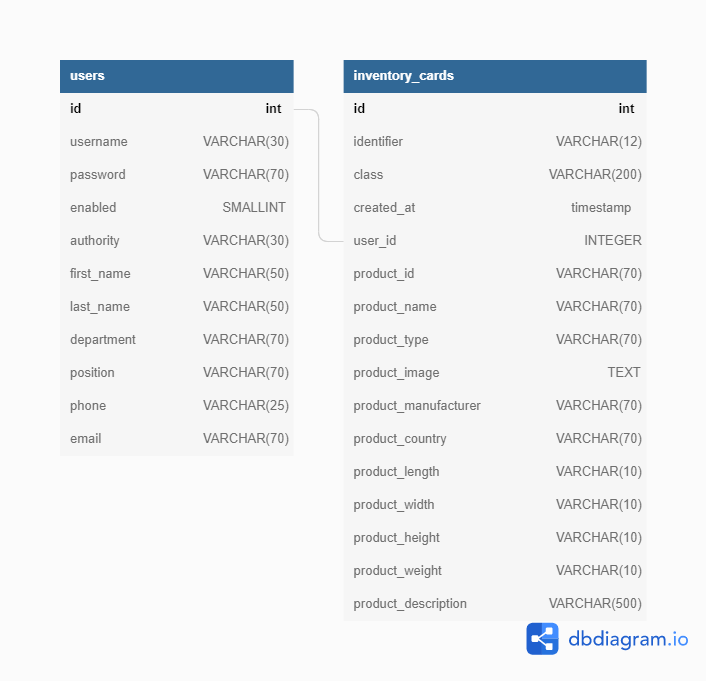 users
id int
username VARCHAR(30)
password VARCHAR(70)
enabled SMALLINT
authority VARCHAR(30)
first_name VARCHAR(50)
last_name VARCHAR(50)
department VARCHAR(70)
position VARCHAR(70)
phone VARCHAR(25)
email VARCHAR(70)
inventory_cards
id int
identifier VARCHAR(12)
class VARCHAR(200)
created_at timestamp
user_id INTEGER
product_id VARCHAR(70)
product_name VARCHAR(70)
product_type VARCHAR(70)
product_image TEXT
product_manufacturer VARCHAR(70)
product_country VARCHAR(70)
product_length VARCHAR(10)
product_width VARCHAR(10)
product_height VARCHAR(10)
product_weight VARCHAR(10)
product_description VARCHAR(500)
dbdiagram.io